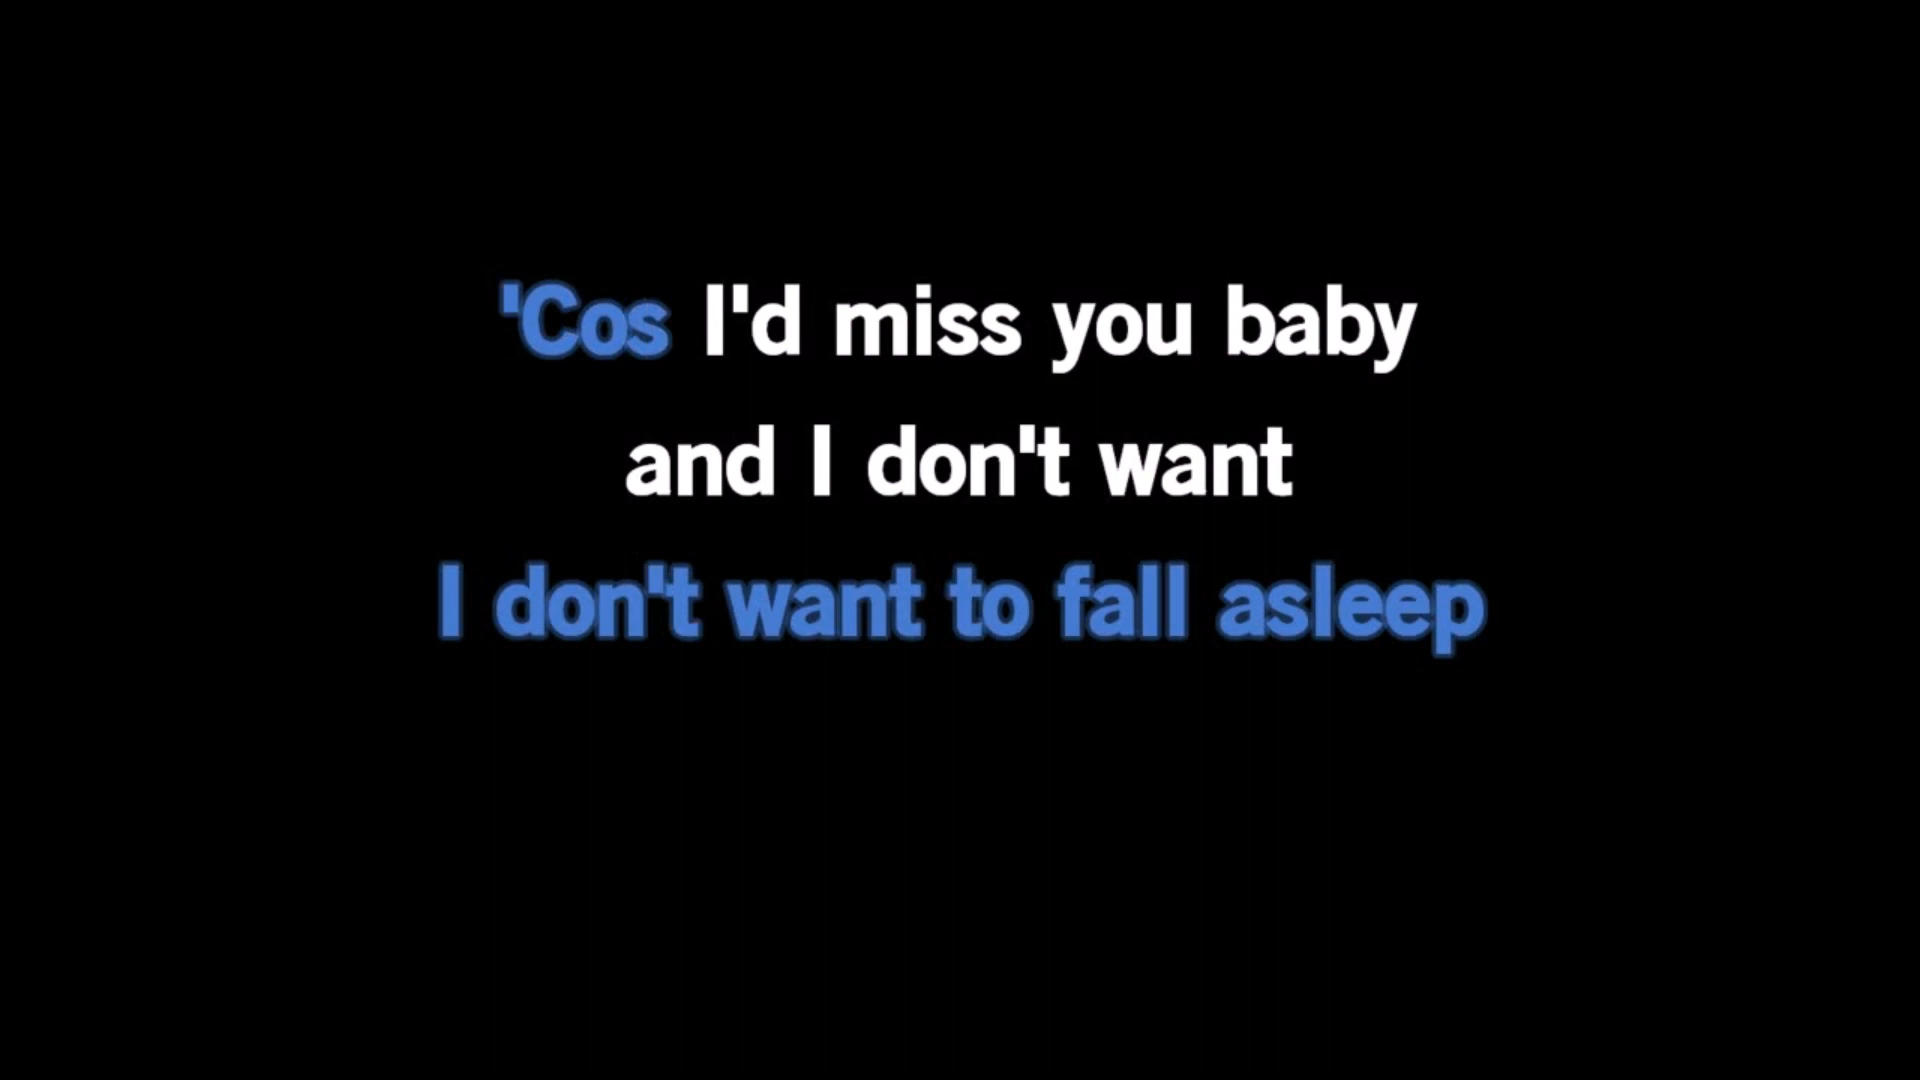 'Cos I'd miss you baby
and I don't want
I don't want to fall asleep